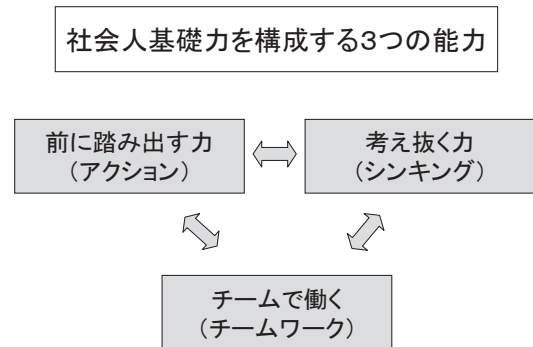 社会人基礎力を構成する3つの能力
前に踏み出す力
（アクション）
考え抜く力
（シンキング）
チームで働く
（チームワーク）